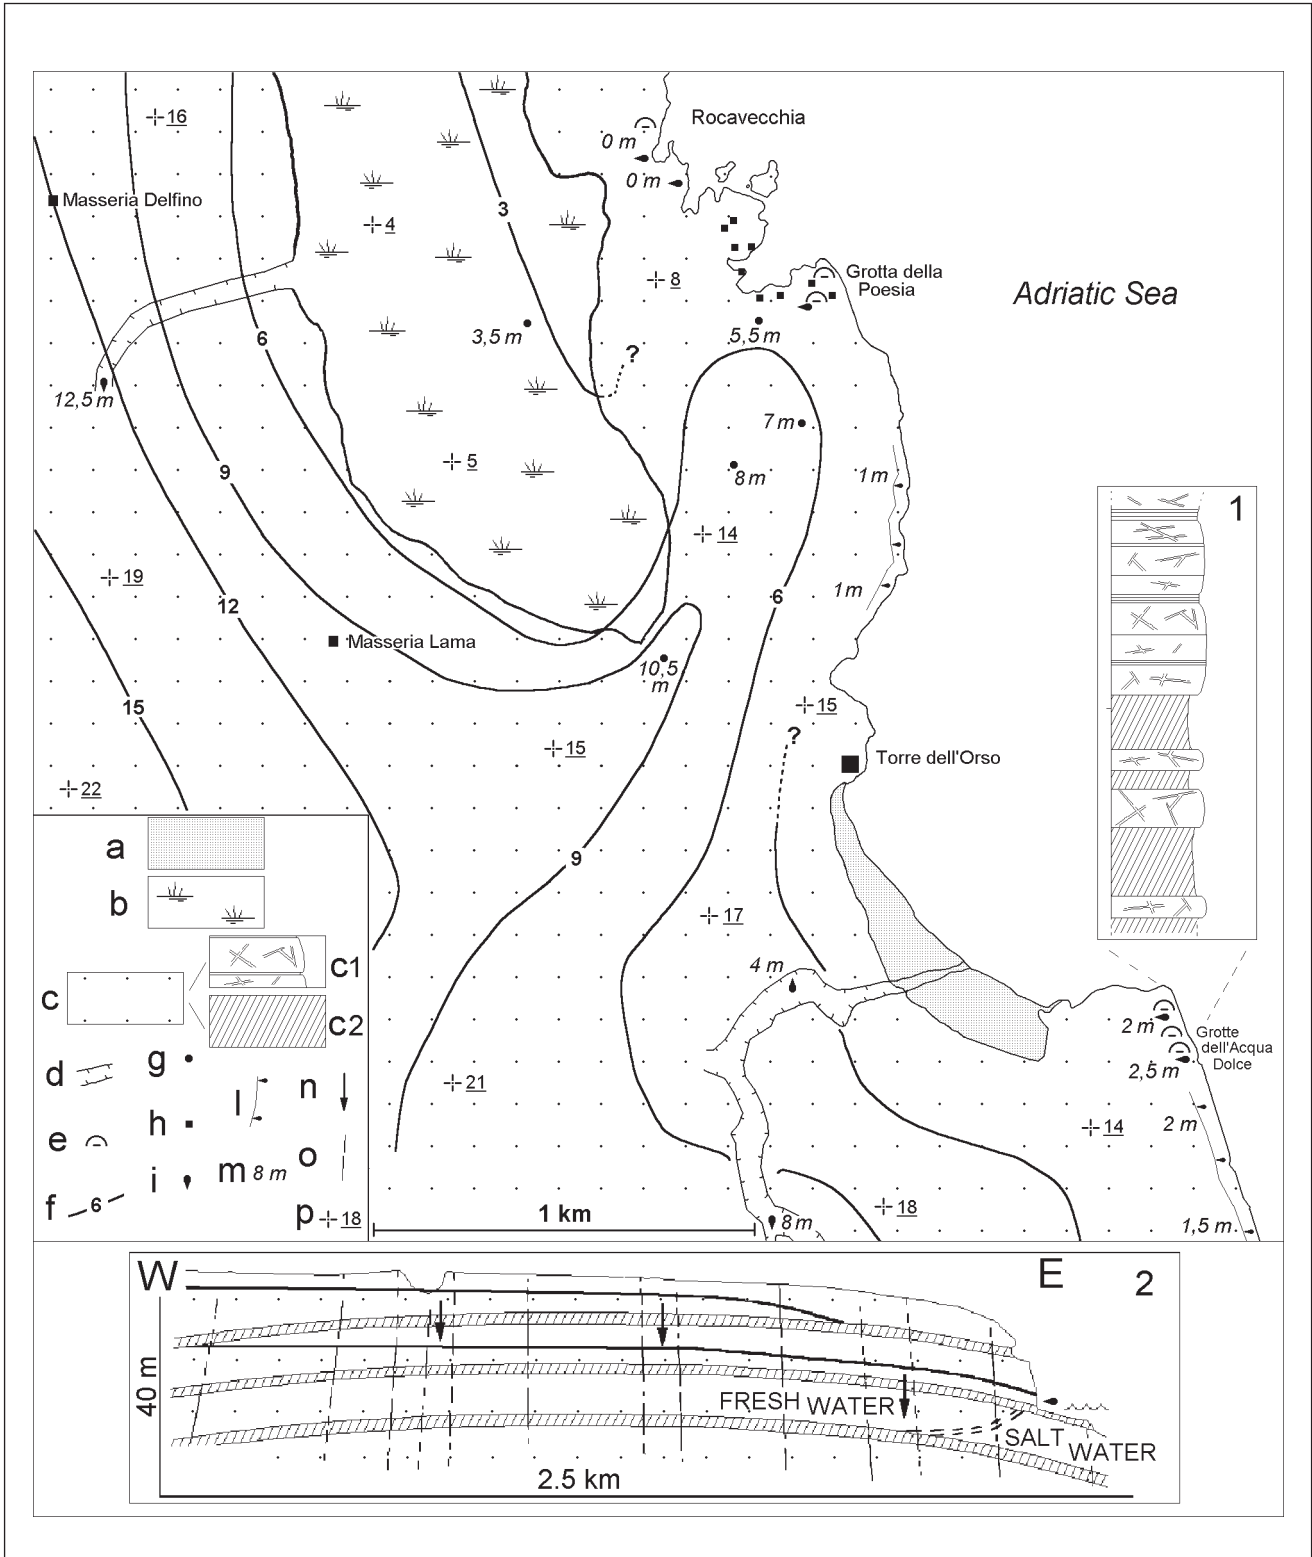 16
Rocavecchia
0 m
0 m
Masseria Delfino
3
4
8
Grotta della
Poesia
Adriatic Sea
6
3,5 m
5,5 m
?
12,5 m
7 m
9
5
8 m
1 m
1
14
19
12
1 m
6
Masseria Lama
10,5
m
15
15
?
15
Torre dell'Orso
22
a
9
b
17
c1
4 m
c
c2
2 m
Grotte
dell'Acqua
Dolce
2,5 m
g
d
21
n
l
h
2 m
14
e
o
i
m 8 m
f 6
p 18
1 km
18
8 m
1,5 m
W
E
2
40 m
FRESH WATER
SALT WATER
2.5 km